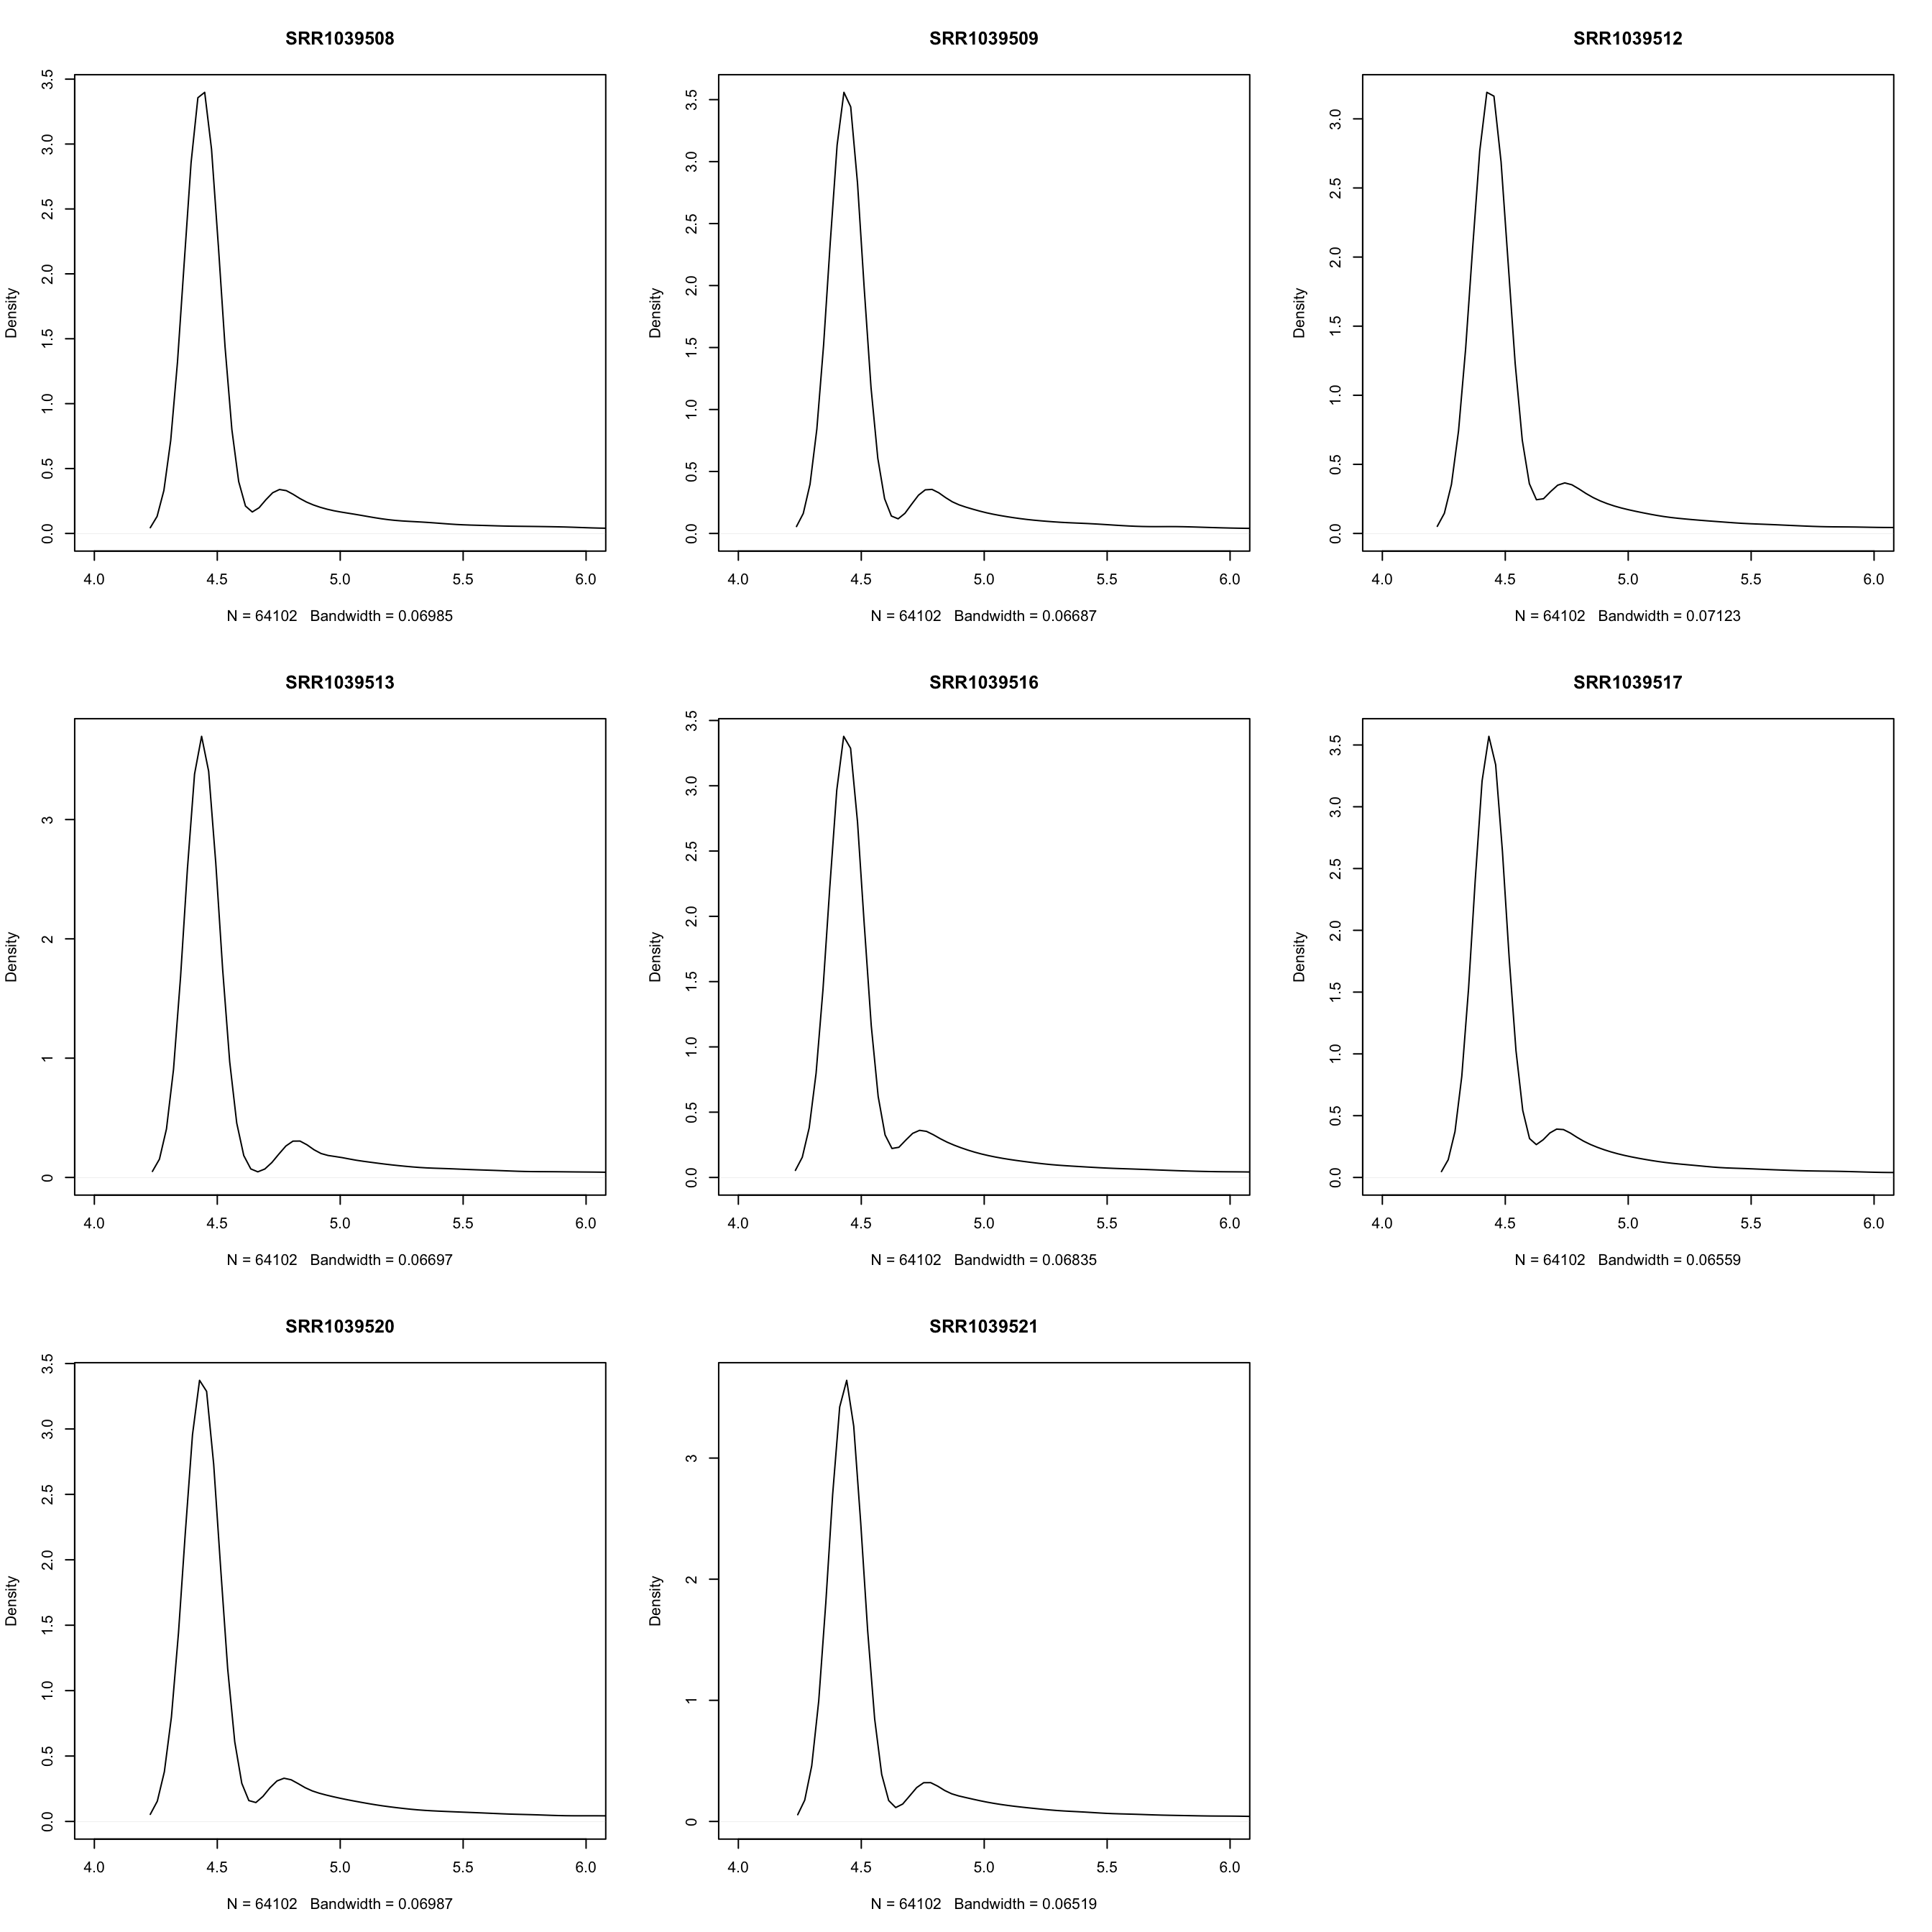 SRR1039508
Density
0.0 0.5 1.0 1.5 2.0 2.5 3.0 3.5
4.0 4.5 5.0 5.5 6.0
N = 64102 Bandwidth = 0.06985
SRR1039509
Density
0.0 0.5 1.0 1.5 2.0 2.5 3.0 3.5
4.0 4.5 5.0 5.5 6.0
N = 64102 Bandwidth = 0.06687
SRR1039512
Density
0.0 0.5 1.0 1.5 2.0 2.5 3.0
4.0 4.5 5.0 5.5 6.0
N = 64102 Bandwidth = 0.07123
SRR1039513
Density
0 1 2 3
4.0 4.5 5.0 5.5 6.0
N = 64102 Bandwidth = 0.06697
SRR1039516
Density
0.0 0.5 1.0 1.5 2.0 2.5 3.0 3.5
4.0 4.5 5.0 5.5 6.0
N = 64102 Bandwidth = 0.06835
SRR1039517
Density
0.0 0.5 1.0 1.5 2.0 2.5 3.0 3.5
4.0 4.5 5.0 5.5 6.0
N = 64102 Bandwidth = 0.06559
SRR1039520
Density
0.0 0.5 1.0 1.5 2.0 2.5 3.0 3.5
4.0 4.5 5.0 5.5 6.0
N = 64102 Bandwidth = 0.06987
SRR1039521
Density
0 1 2 3
4.0 4.5 5.0 5.5 6.0
N = 64102 Bandwidth = 0.06519